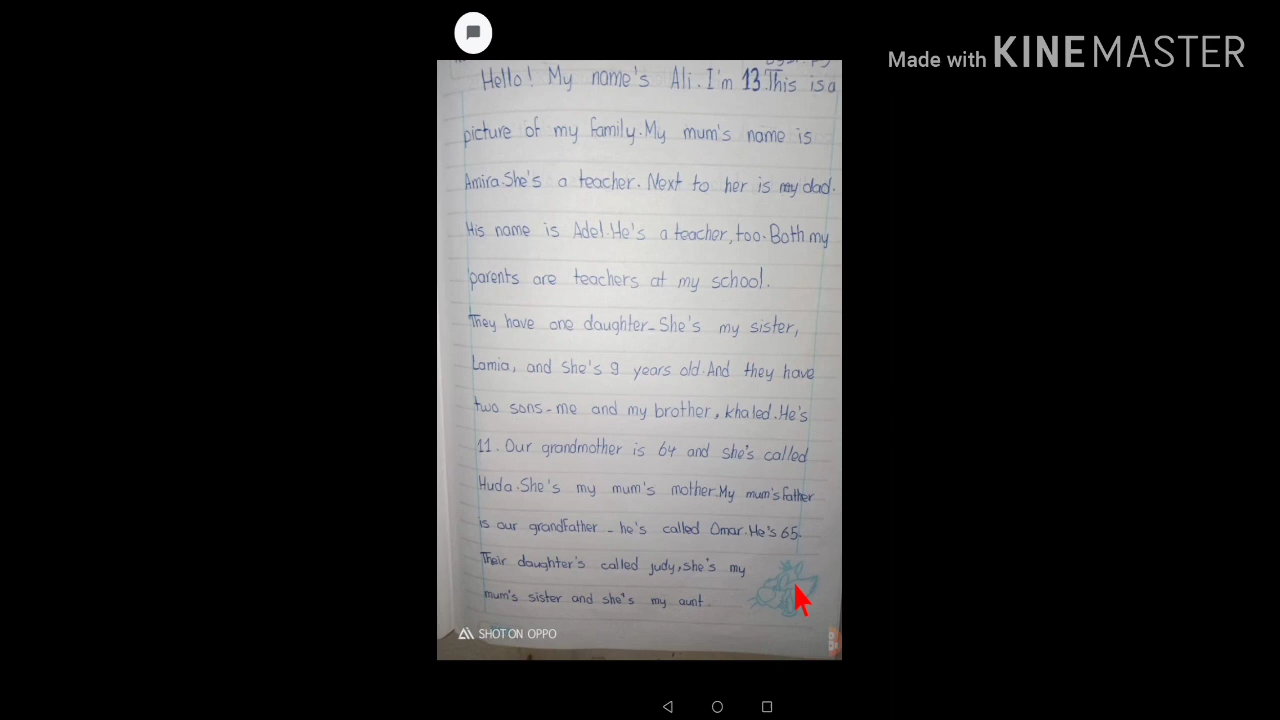 Made with KINEMASTER
Hello! My name's Ali. I'm 13. This is a
picture of my family. My mum's name is
Amira. She's a teacher. Next to her is my dad.
His name is Adel. He's a teacher, too. Both my
parents are teachers at my school.
They have one daughter - She's my sister,
Lamia, and she's 9 years old. And they have
two sons - me and my brother, khaled. He's
11. Our grandmother is 64 and she's called
Huda. She's my mum's mother. My mum's father
is our grandfather - he's called Omar. He's 65.
Their daughter's called judy, she's my
mum's sister and she's my aunt.
SHOT ON OPPO